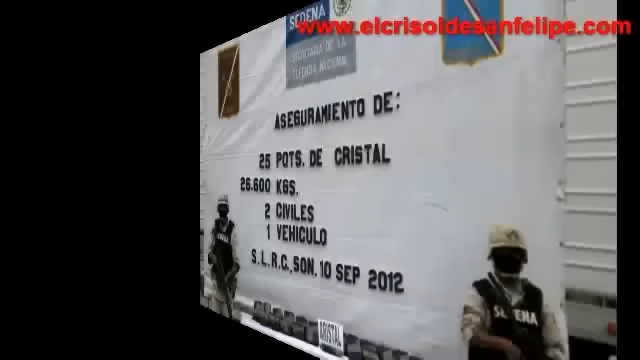 www.elcrisoldesanfelipe.com
SEDENA
SECRETARIA DE LA
DEFENSA NACIONAL
ASEGURAMIENTO DE:
25 PQTS. DE CRISTAL
26.600 KGS.
2 CIVILES
1 VEHICULO
S.L.R.C, SON. 10 SEP 2012
SEDENA
CRISTAL